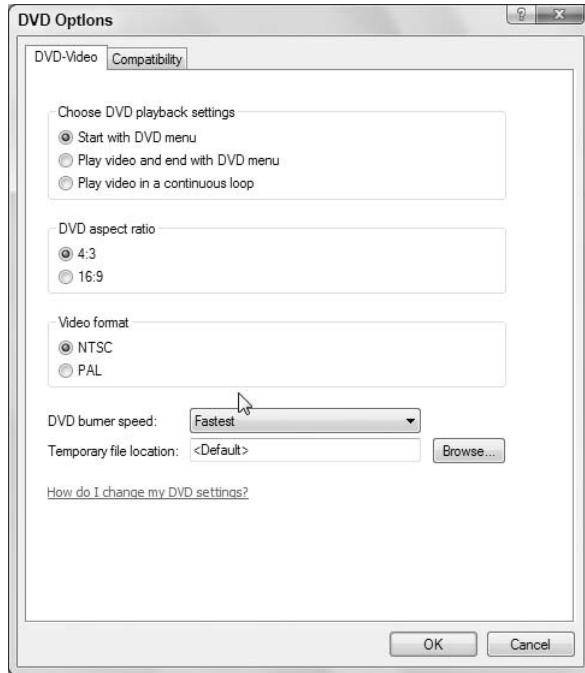 DVD Options
DVD-Video Compatibility
Choose DVD playback settings
Start with DVD menu
Play video and end with DVD menu
Play video in a continuous loop
DVD aspect ratio
4:3
16:9
Video format
NTSC
PAL
DVD burner speed: Fastest
Temporary file location: <Default> Browse...
How do I change my DVD settings?
OK Cancel